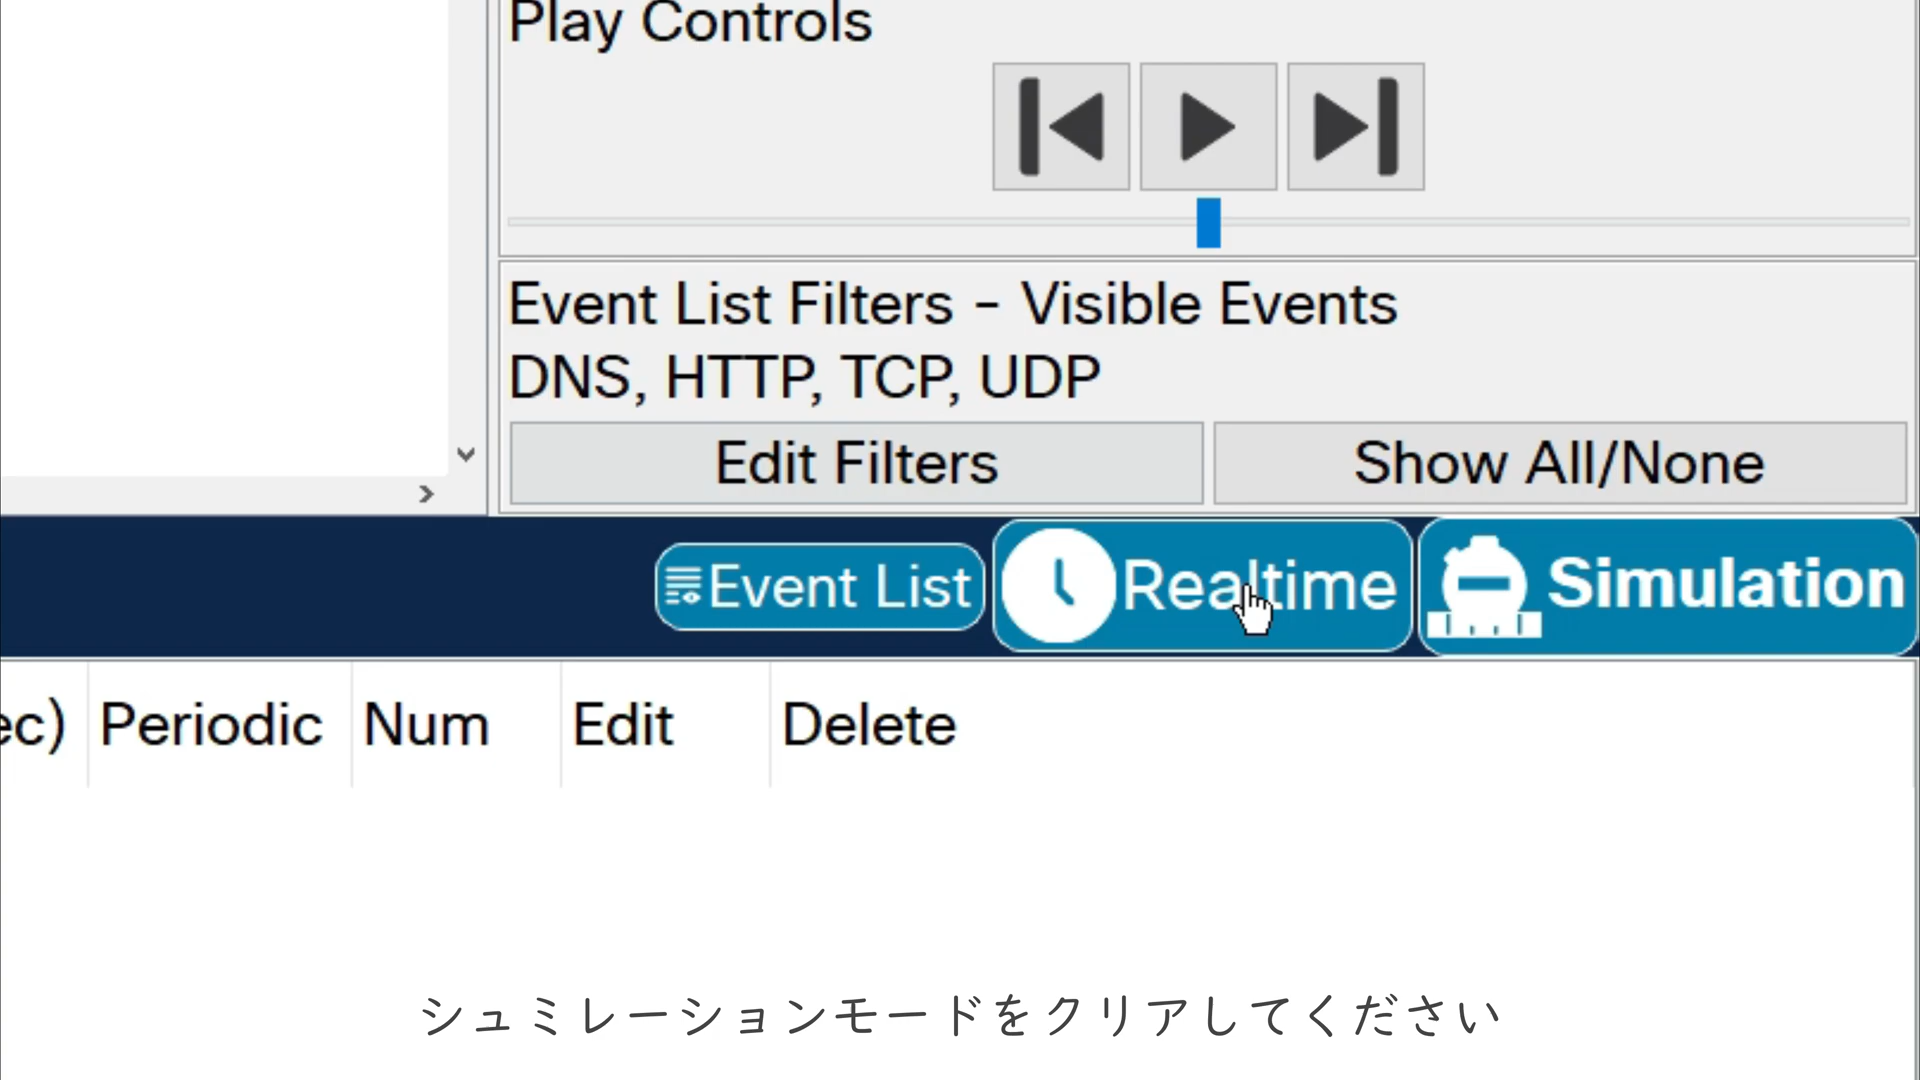 Play Controls
Event List Filters - Visible Events
DNS, HTTP, TCP, UDP
Edit Filters
Show All/None
Event List
Realtime
Simulation
ec)
Periodic
Num
Edit
Delete
シュミレーションモードをクリアしてください